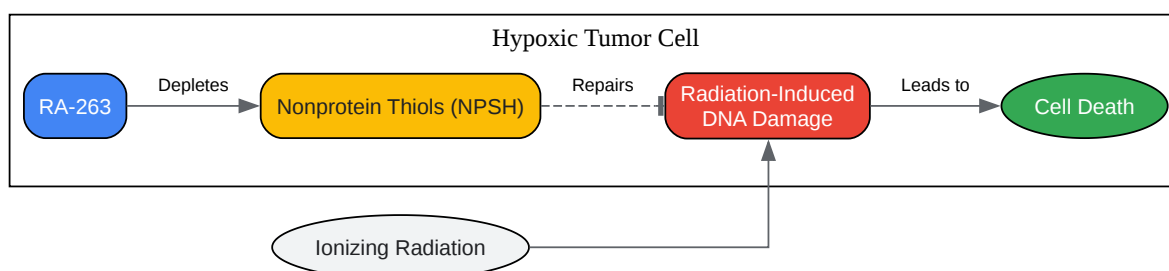 Hypoxic Tumor Cell
RA-263
Depletes
Nonprotein Thiols (NPSH)
Repairs
Radiation-Induced
DNA Damage
Leads to
Cell Death
Ionizing Radiation